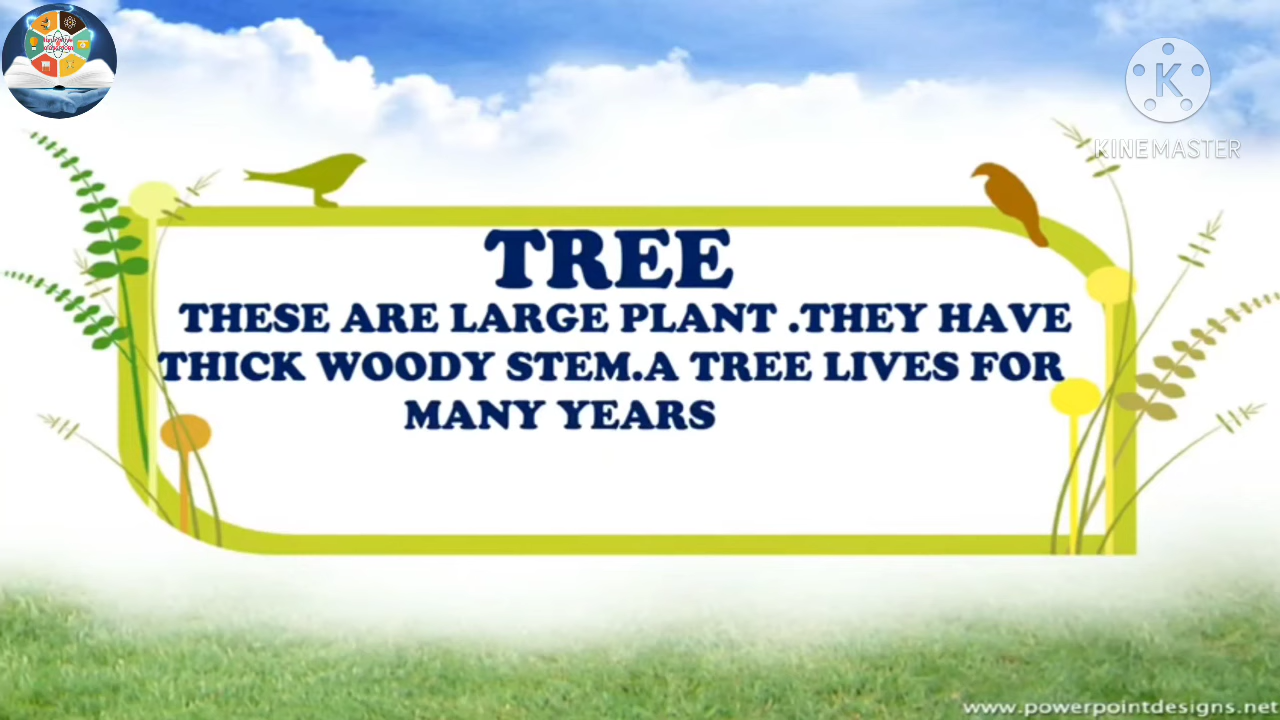 KINEMASTER
TREE
THESE ARE LARGE PLANT .THEY HAVE
THICK WOODY STEM.A TREE LIVES FOR
MANY YEARS
www.powerpointdesigns.net